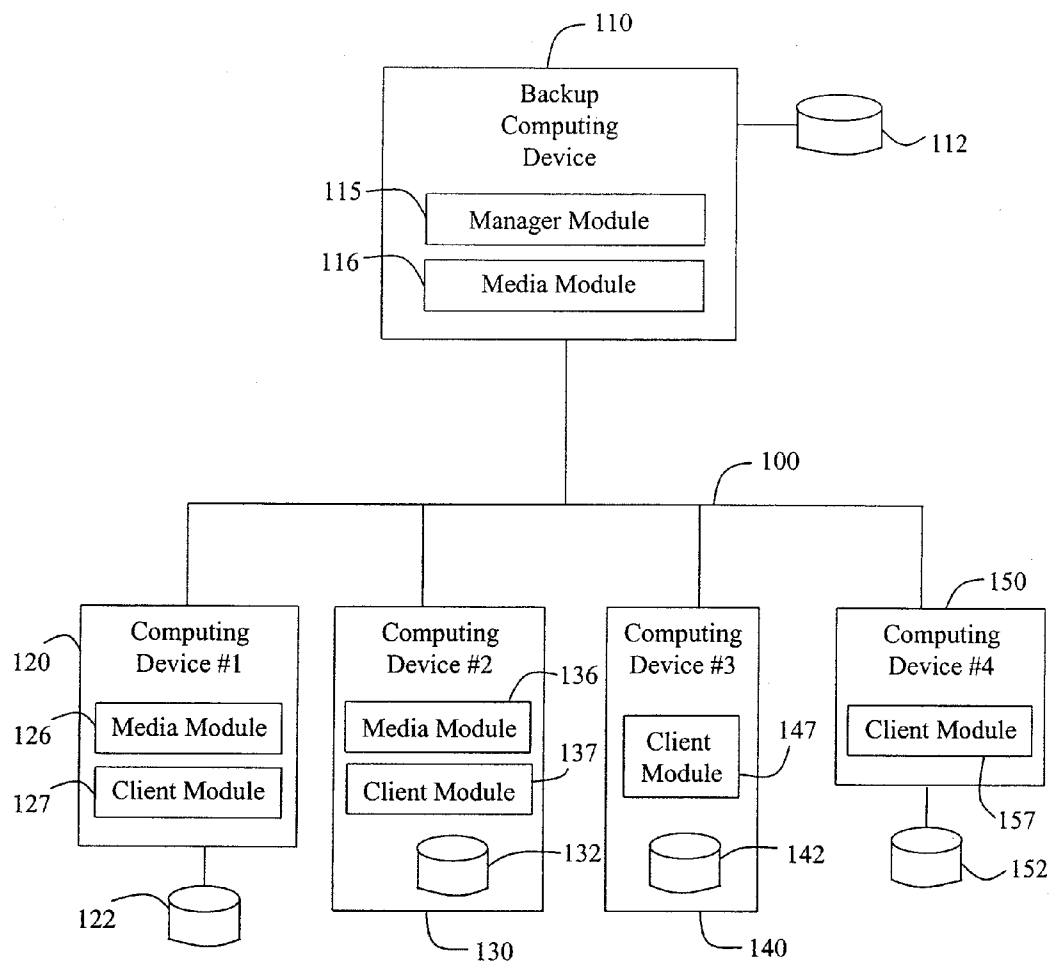 110
Backup
Computing
Device
112
115
Manager Module
116
Media Module
100
120
Computing
Device #1
126
Media Module
127
Client Module
122
Computing
Device #2
136
Media Module
137
Client Module
132
130
Computing
Device #3
147
Client
Module
142
140
150
Computing
Device #4
Client Module
157
152